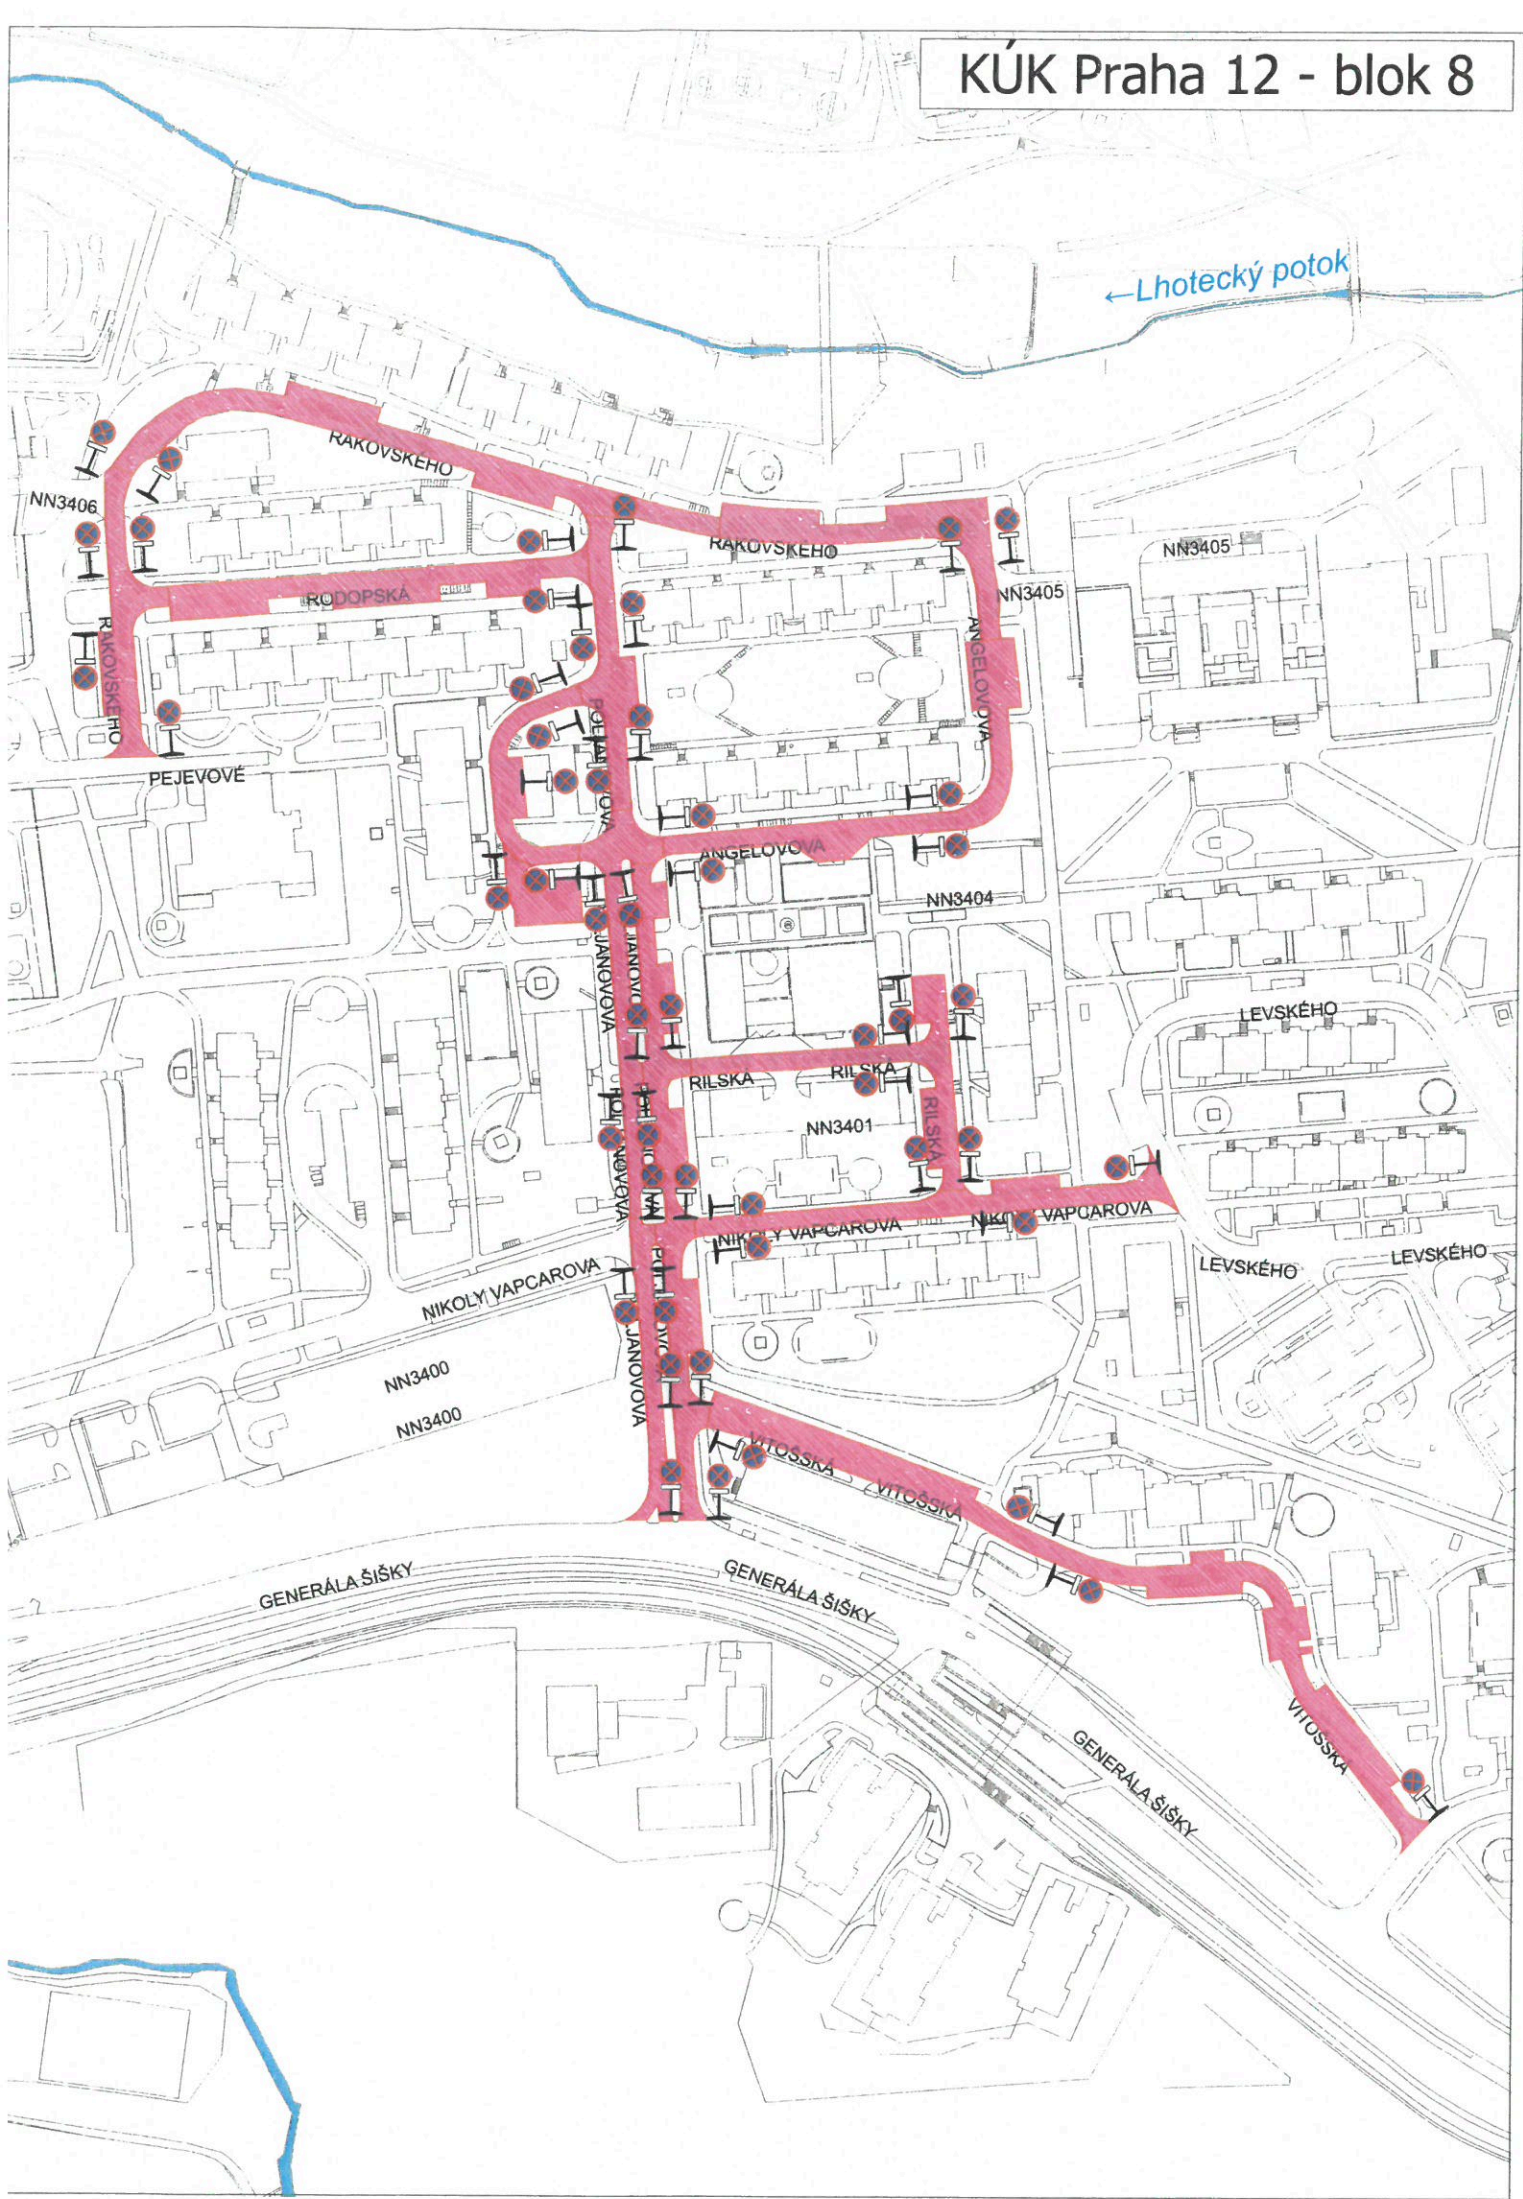 KÚK Praha 12 - blok 8
←Lhotecký potok
RAKOVSKÉHO
NN3406
RAKOVSKÉHO
NN3405
NN3405
RODOPSKÁ
RAKOVSKÉHO
ANGELOVOVA
PEJEVOVÉ
ANGELOVOVA
NN3404
JANOVOVA
LEVSKÉHO
RILSKÁ
RILSKÁ
RILSKÁ
NN3401
NIKOLY VAPCAROVA
NIKOLY VAPCAROVA
LEVSKÉHO
LEVSKÉHO
NIKOLY VAPCAROVA
JANOVOVA
NN3400
NN3400
VITOŠSKÁ
VITOŠSKÁ
GENERÁLA ŠIŠKY
GENERÁLA ŠIŠKY
VITOŠSKÁ
GENERÁLA ŠIŠKY